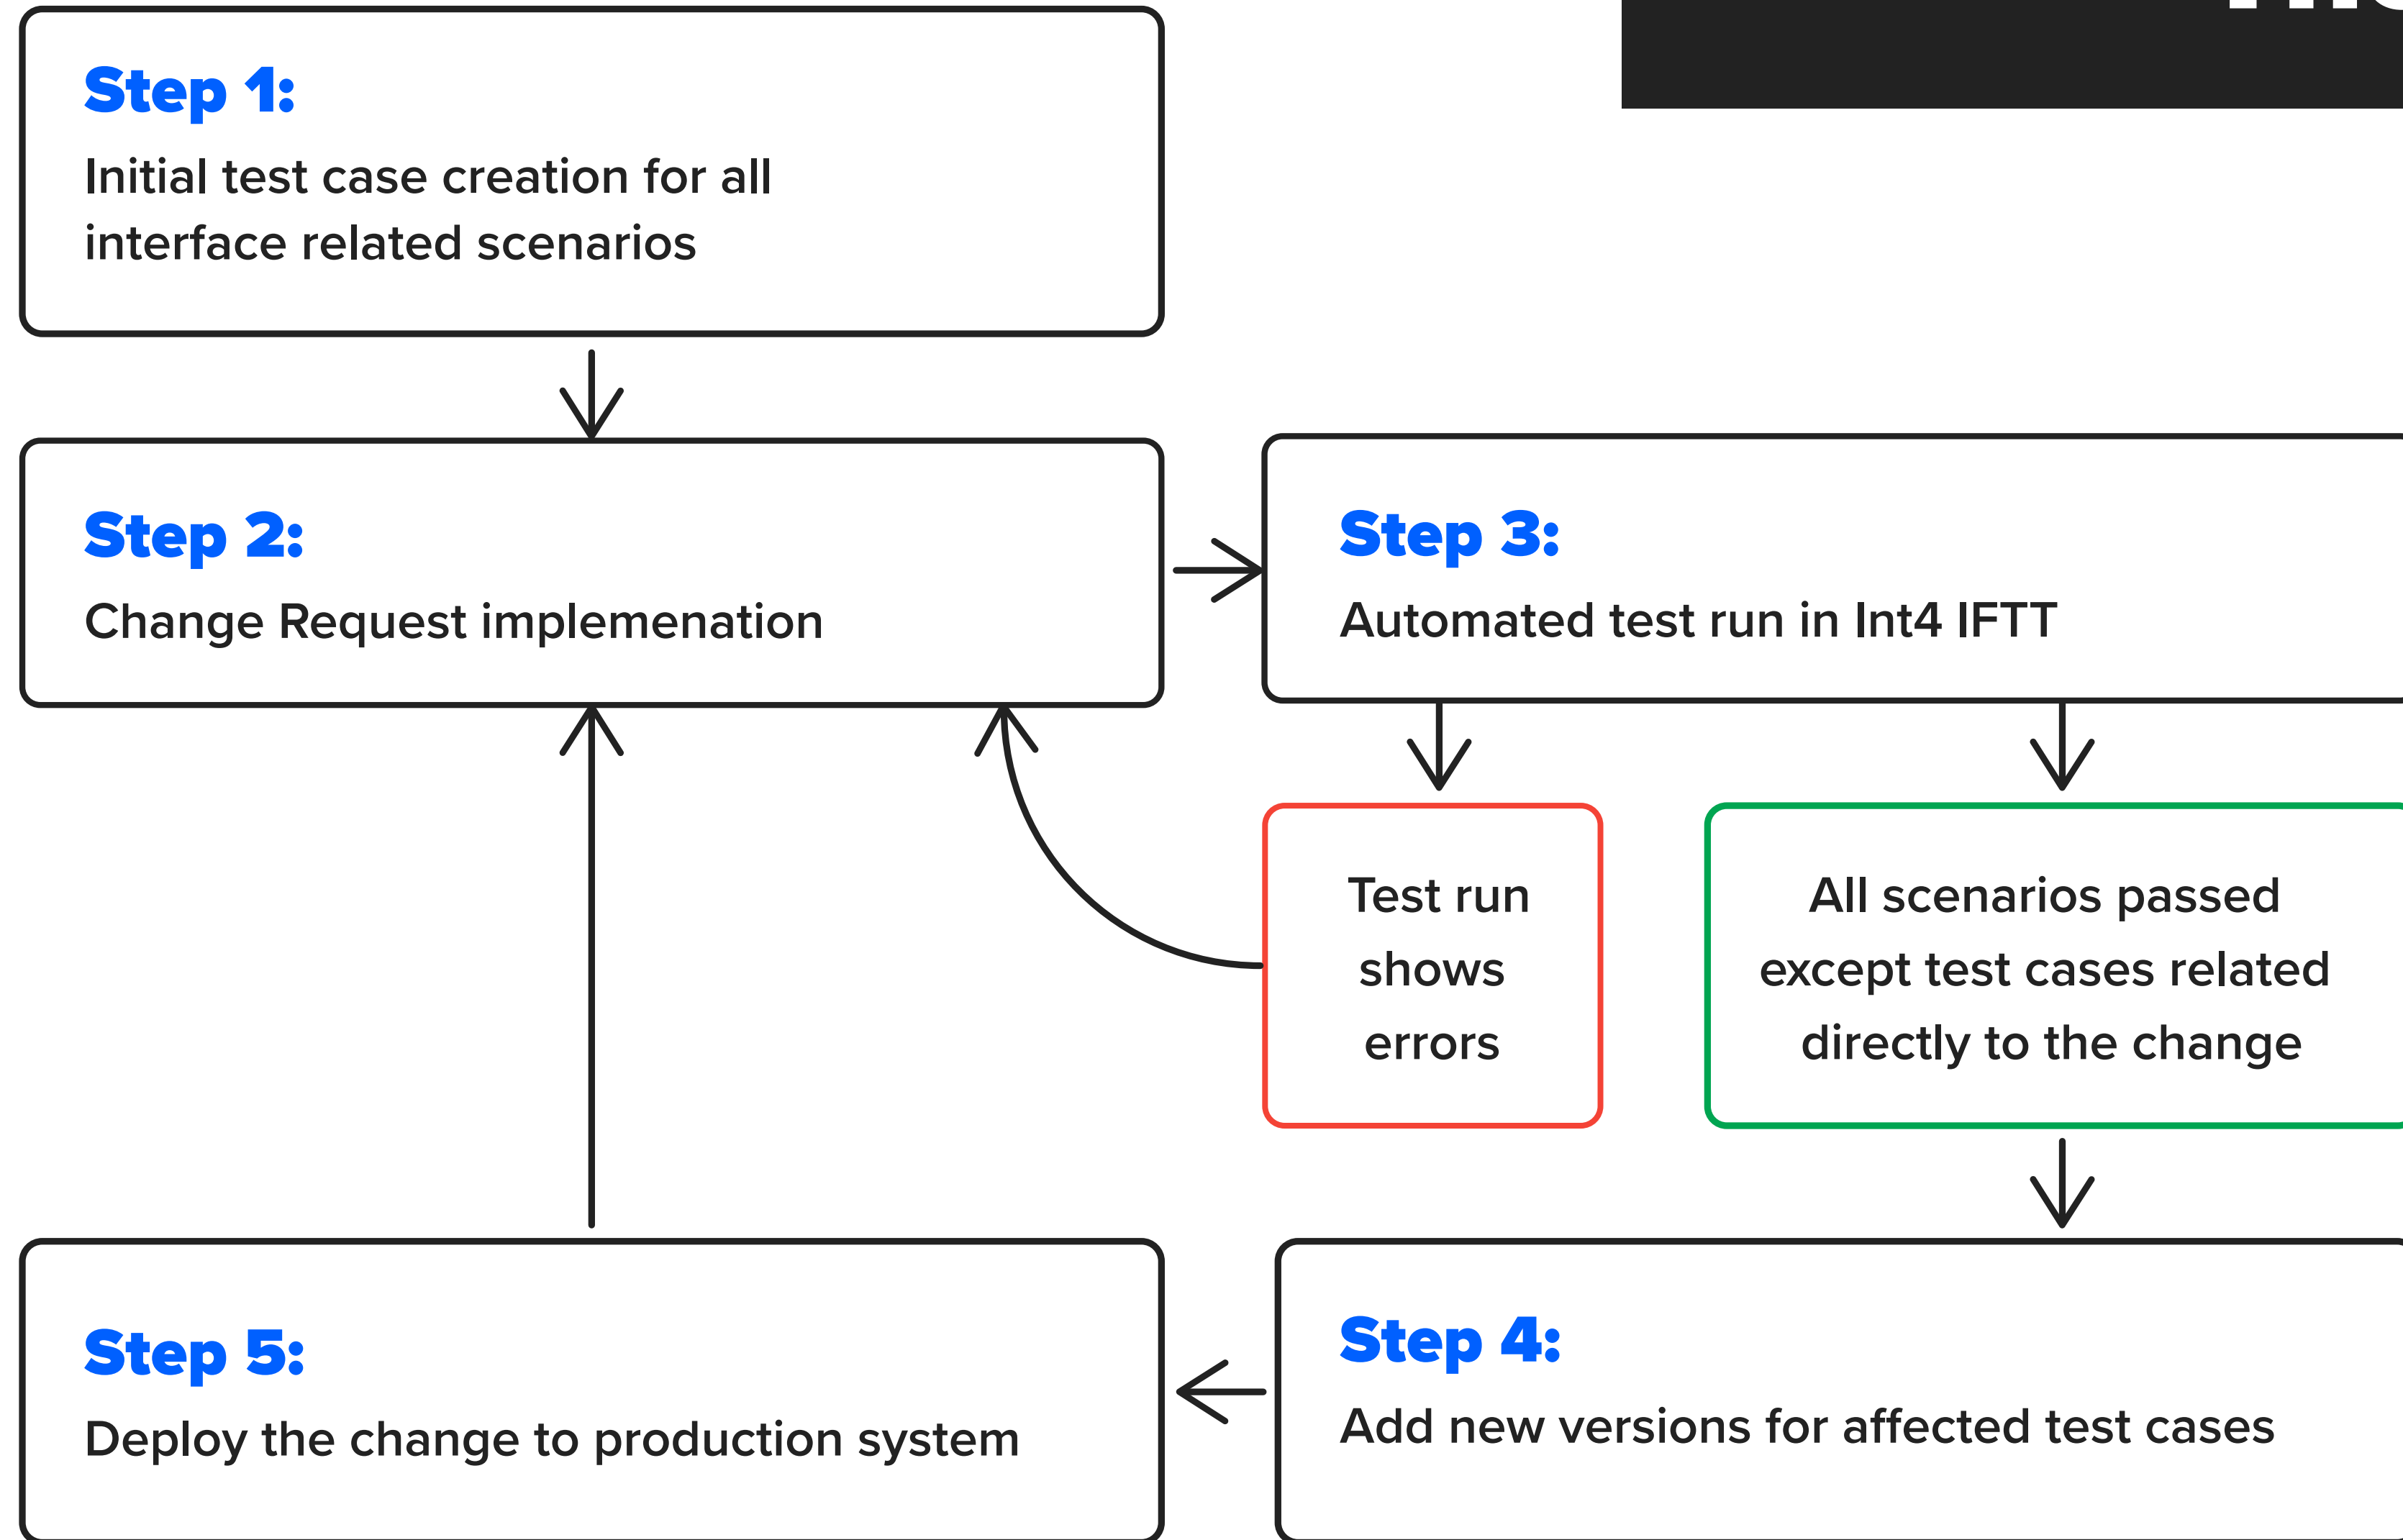 Step 1:
Initial test case creation for all
interface related scenarios
Step 2:
Change Request implemenation
Step 3:
Automated test run in Int4 IFTT
Test run
shows
errors
All scenarios passed
except test cases related
directly to the change
Step 4:
Add new versions for affected test cases
Step 5:
Deploy the change to production system